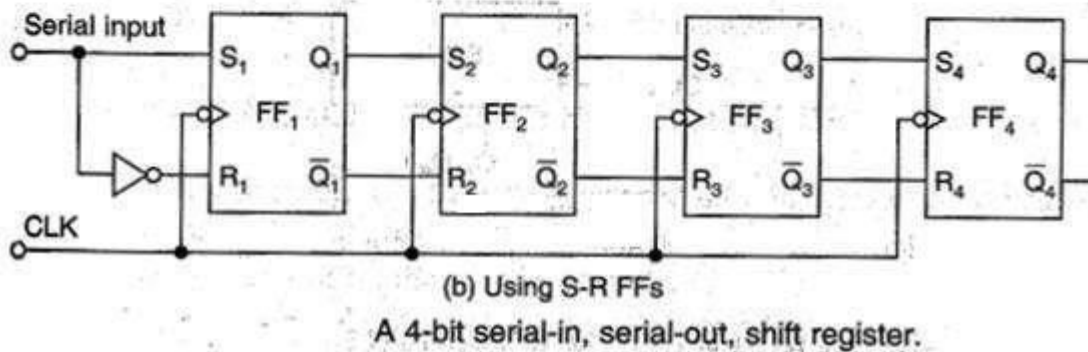 Serial input
S₁ Q₁ S₂ Q₂ S₃ Q₃ S₄ Q₄
FF₁ FF₂ FF₃ FF₄
R₁ Q̅₁ R₂ Q̅₂ R₃ Q̅₃ R₄ Q̅₄
CLK
(b) Using S-R FFs
A 4-bit serial-in, serial-out, shift register.